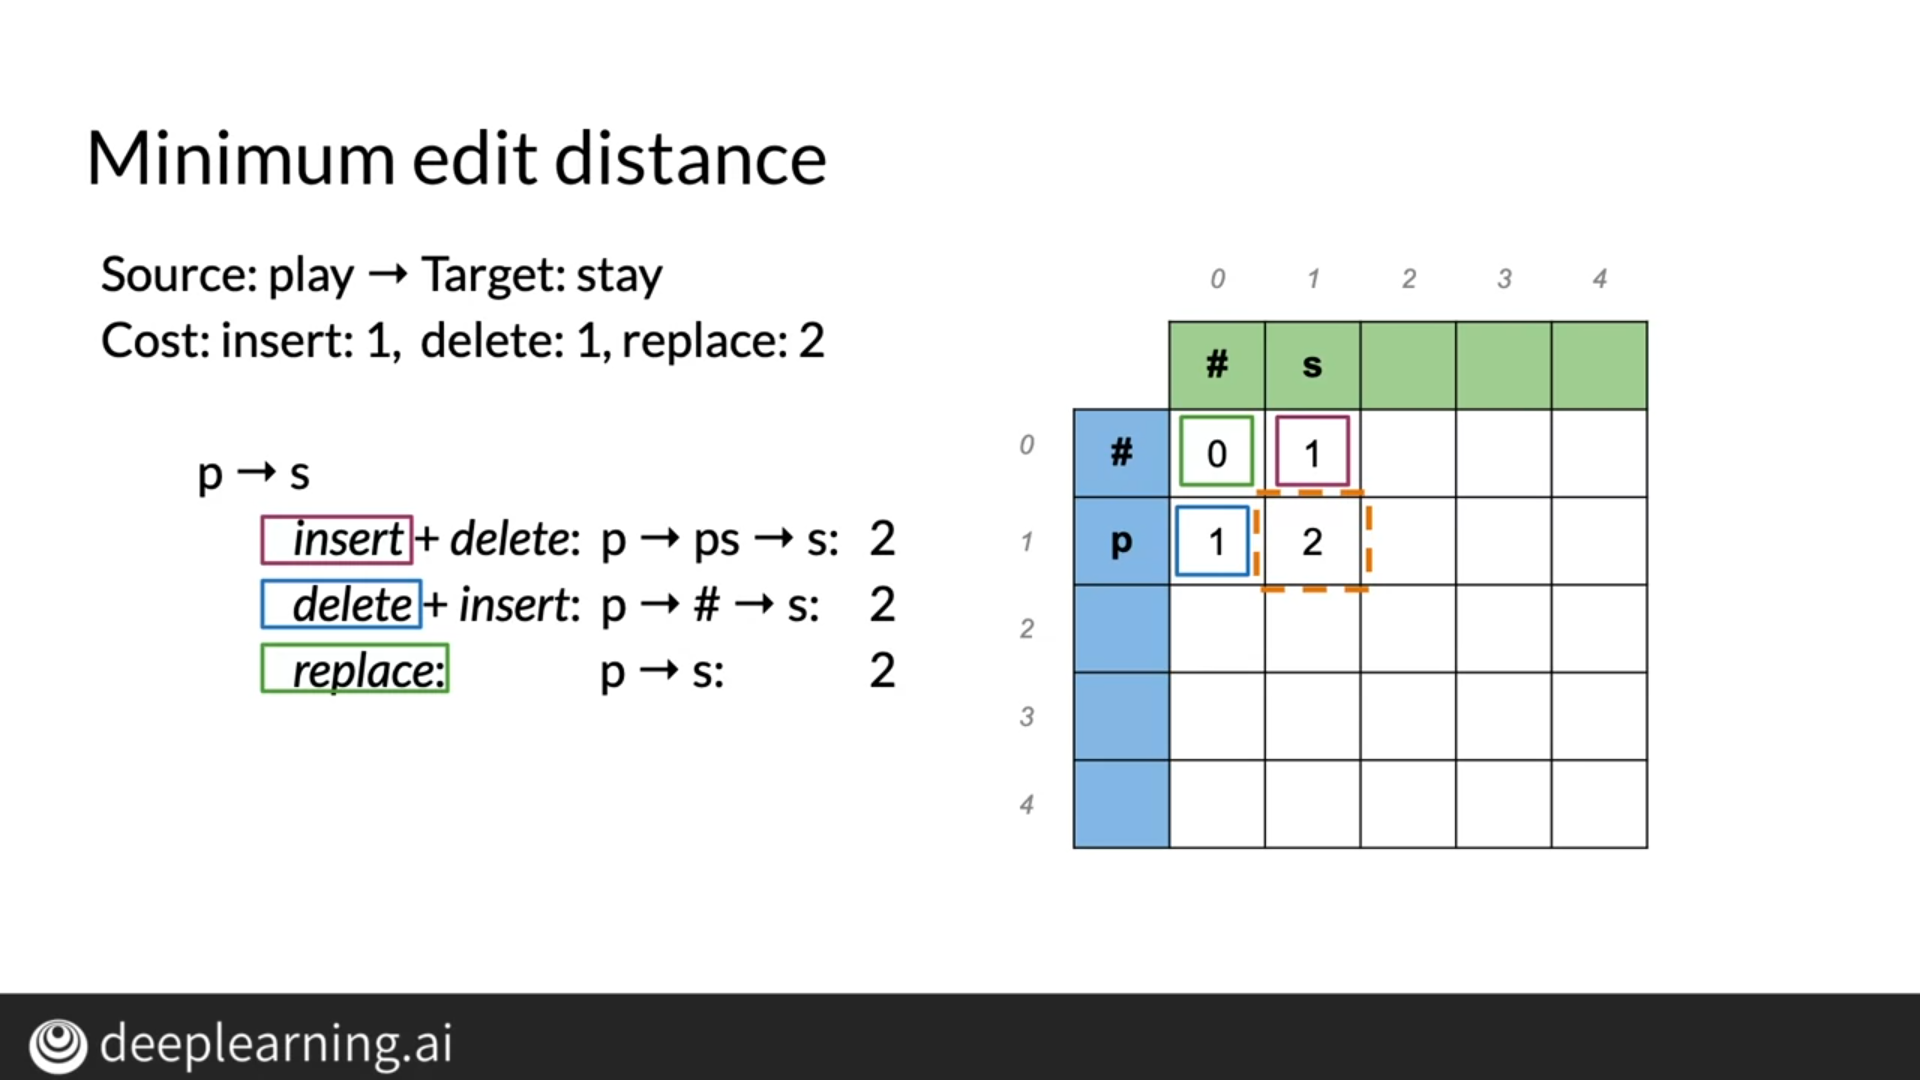 Minimum edit distance
Source: play → Target: stay
Cost: insert: 1, delete: 1, replace: 2
p → s
insert + delete: p → ps → s: 2
delete + insert: p → # → s: 2
replace: p → s: 2
0 1 2 3 4
# s
0 # 0 1
1 p 1 2
2
3
4
deeplearning.ai